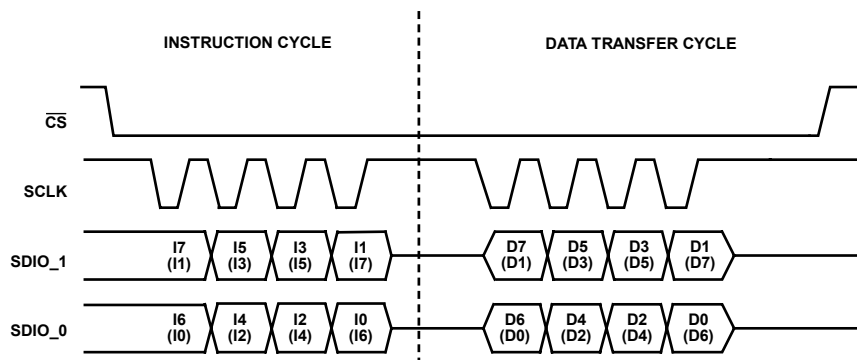 INSTRUCTION CYCLE DATA TRANSFER CYCLE
CS
SCLK
SDIO_1 I7 I5 I3 I1 D7 D5 D3 D1
(I1) (I3) (I5) (I7) (D1) (D3) (D5) (D7)
SDIO_0 I6 I4 I2 I0 D6 D4 D2 D0
(I0) (I2) (I4) (I6) (D0) (D2) (D4) (D6)